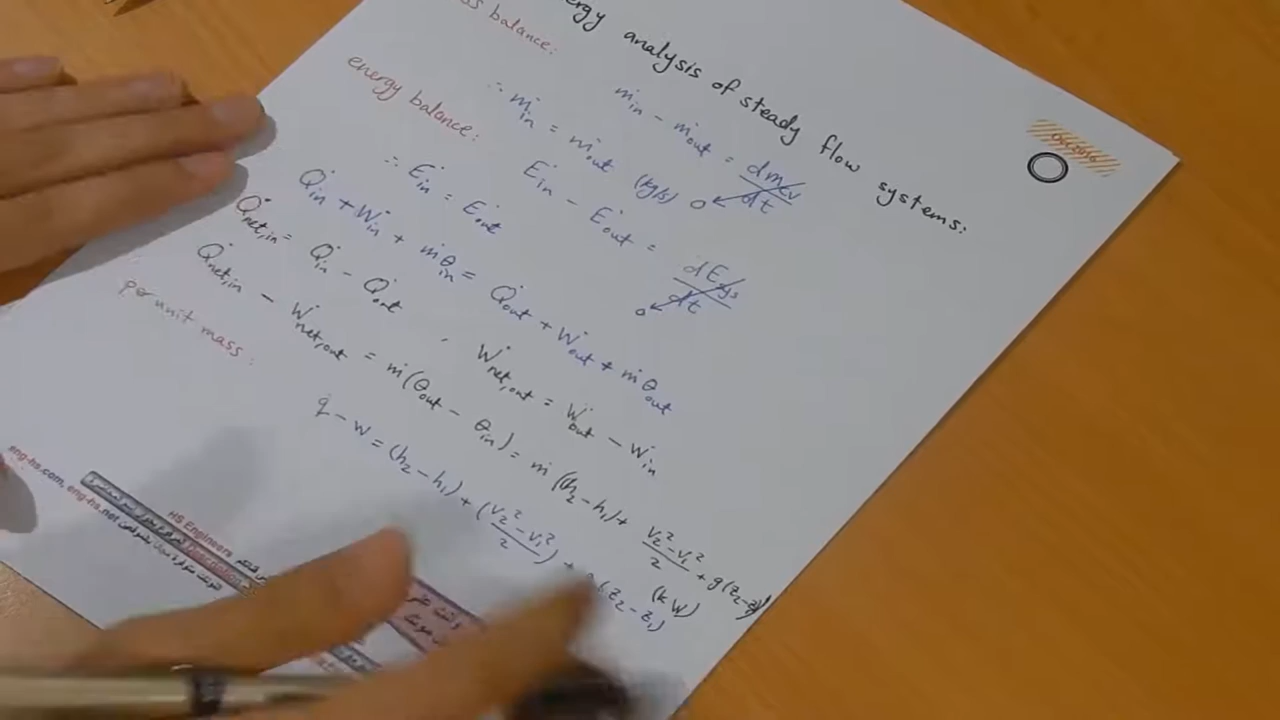 ergy analysis of steady flow systems:
ss balance:
ṁin − ṁout = dmcv/dt → 0
∴ ṁin = ṁout (kg/s)
energy balance:
Ėin − Ėout = dEsys/dt → 0
∴ Ėin = Ėout
Q̇in + Ẇin + ṁθin = Q̇out + Ẇout + ṁθout
Q̇net,in = Q̇in − Q̇out , Ẇnet,out = Ẇout − Ẇin
Q̇net,in − Ẇnet,out = ṁ(θout − θin) = ṁ((h2−h1) + (V2²−V1²)/2 + g(z2−z1))
(kW)
per unit mass:
q − w = (h2−h1) + ((V2²−V1²)/2) + g(z2−z1)
HS Engineers
eng-hs.com, eng-hs.net